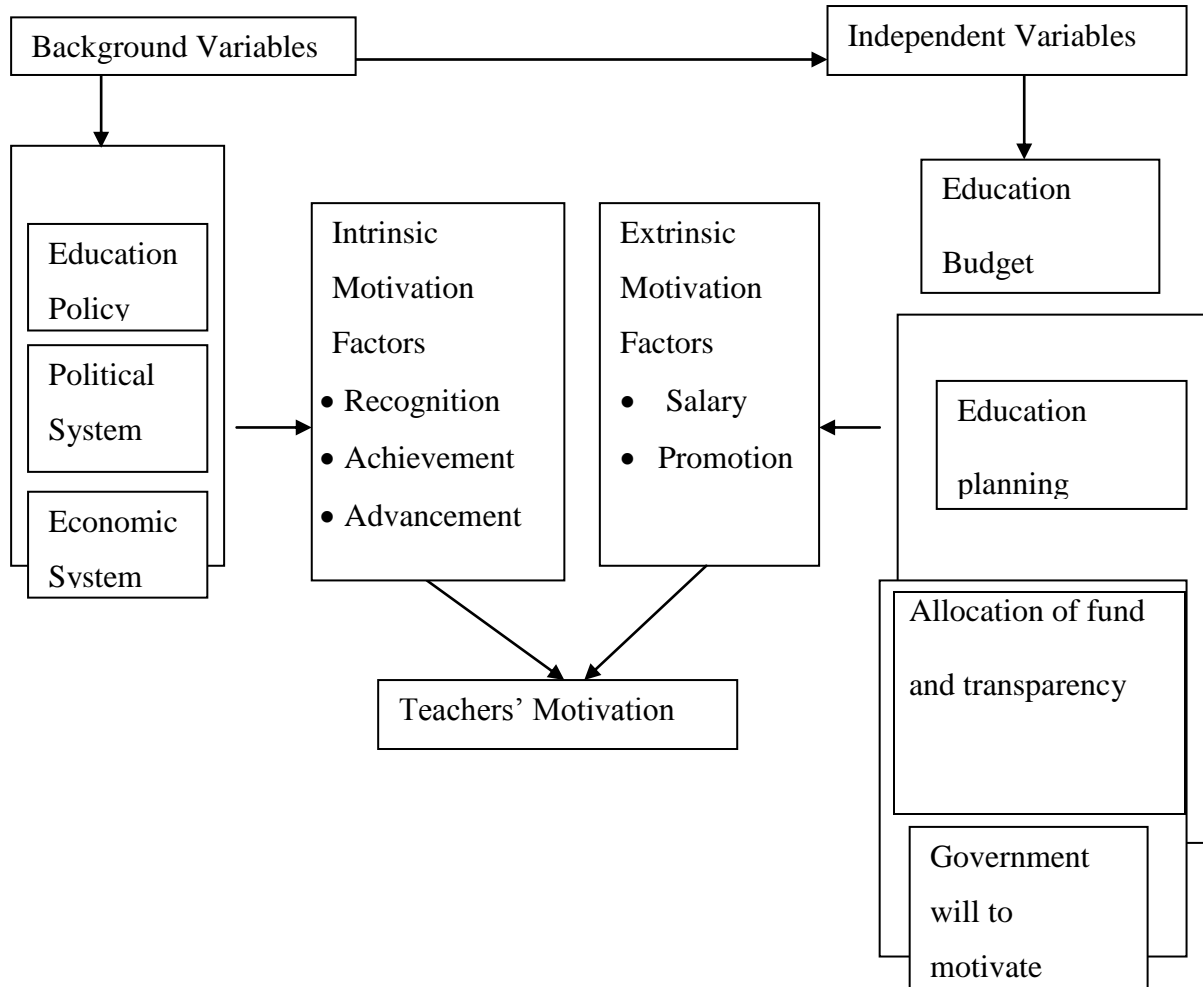 Background Variables
Independent Variables
Education
Policy
Political
System
Economic
System
Intrinsic
Motivation
Factors
• Recognition
• Achievement
• Advancement
Extrinsic
Motivation
Factors
• Salary
• Promotion
Education
Budget
Education
planning
Allocation of fund
and transparency
Government
will to
motivate
Teachers’ Motivation